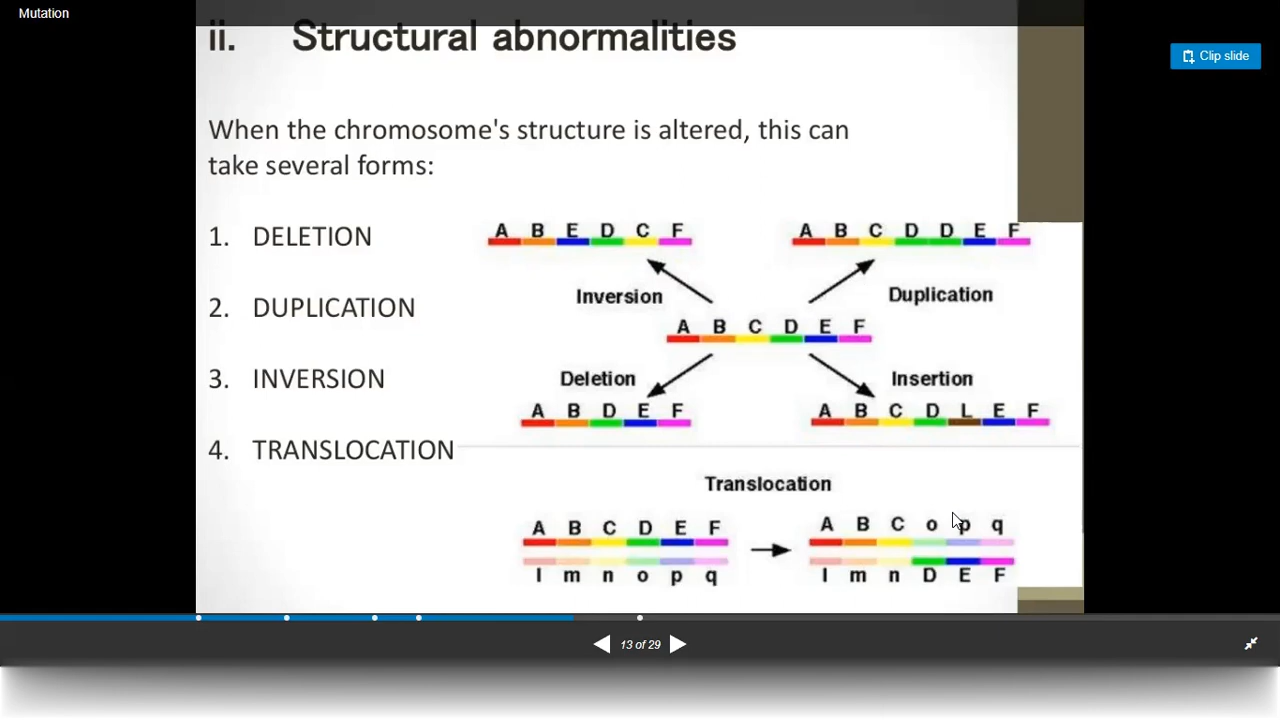 Mutation
Clip slide
ii. Structural abnormalities
When the chromosome's structure is altered, this can
take several forms:
1. DELETION
2. DUPLICATION
3. INVERSION
4. TRANSLOCATION
A B E D C F
A B C D D E F
Inversion
Duplication
A B C D E F
Deletion
Insertion
A B D E F
A B C D L E F
Translocation
A B C D E F
l m n o p q
A B C o p q
l m n D E F
13 of 29